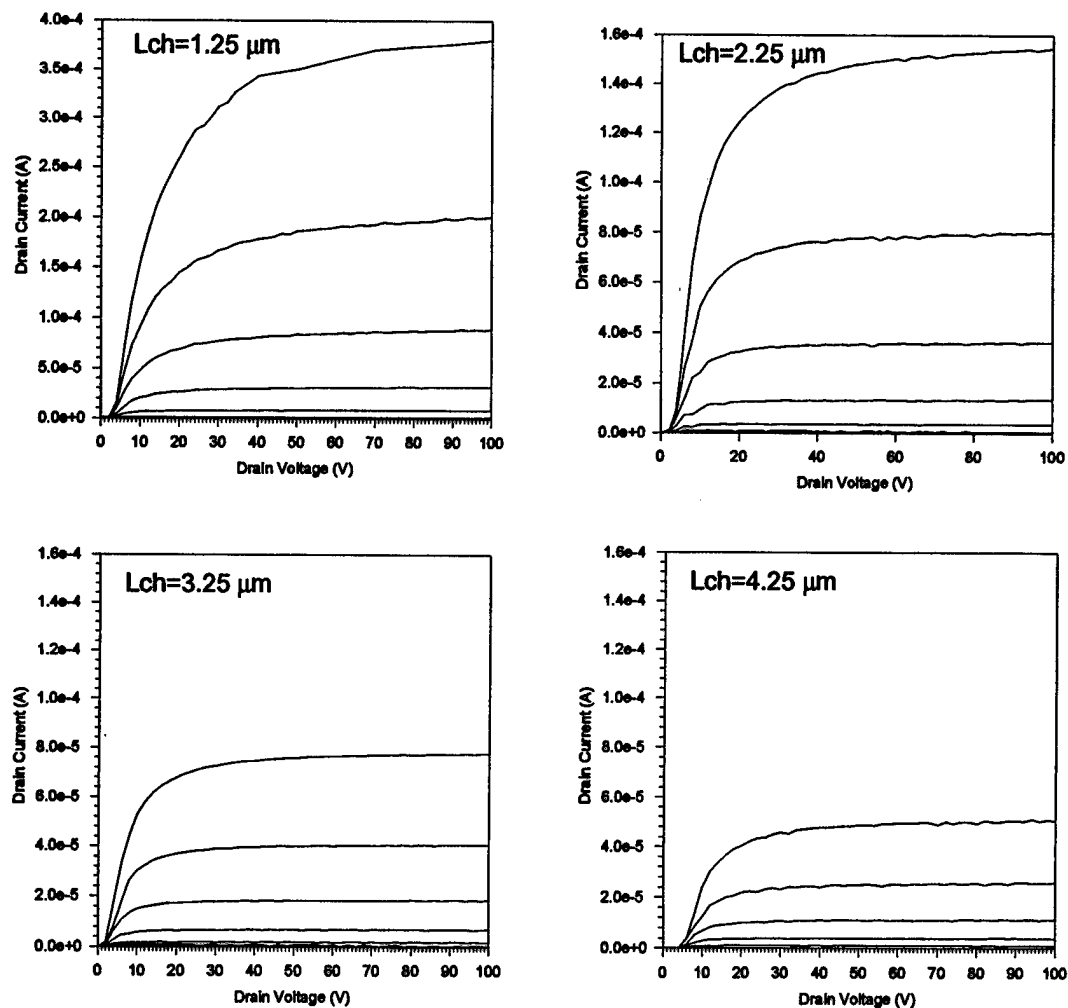 Lch=1.25 µm
4.0e-4
3.5e-4
3.0e-4
2.5e-4
2.0e-4
1.5e-4
1.0e-4
5.0e-5
0.0e+0
Drain Current (A)
0 10 20 30 40 50 60 70 80 90 100
Drain Voltage (V)
Lch=2.25 µm
1.6e-4
1.4e-4
1.2e-4
1.0e-4
8.0e-5
6.0e-5
4.0e-5
2.0e-5
0.0e+0
Drain Current (A)
0 20 40 60 80 100
Drain Voltage (V)
Lch=3.25 µm
1.6e-4
1.4e-4
1.2e-4
1.0e-4
8.0e-5
6.0e-5
4.0e-5
2.0e-5
0.0e+0
Drain Current (A)
0 10 20 30 40 50 60 70 80 90 100
Drain Voltage (V)
Lch=4.25 µm
1.6e-4
1.4e-4
1.2e-4
1.0e-4
8.0e-5
6.0e-5
4.0e-5
2.0e-5
0.0e+0
Drain Current (A)
0 10 20 30 40 50 60 70 80 90 100
Drain Voltage (V)